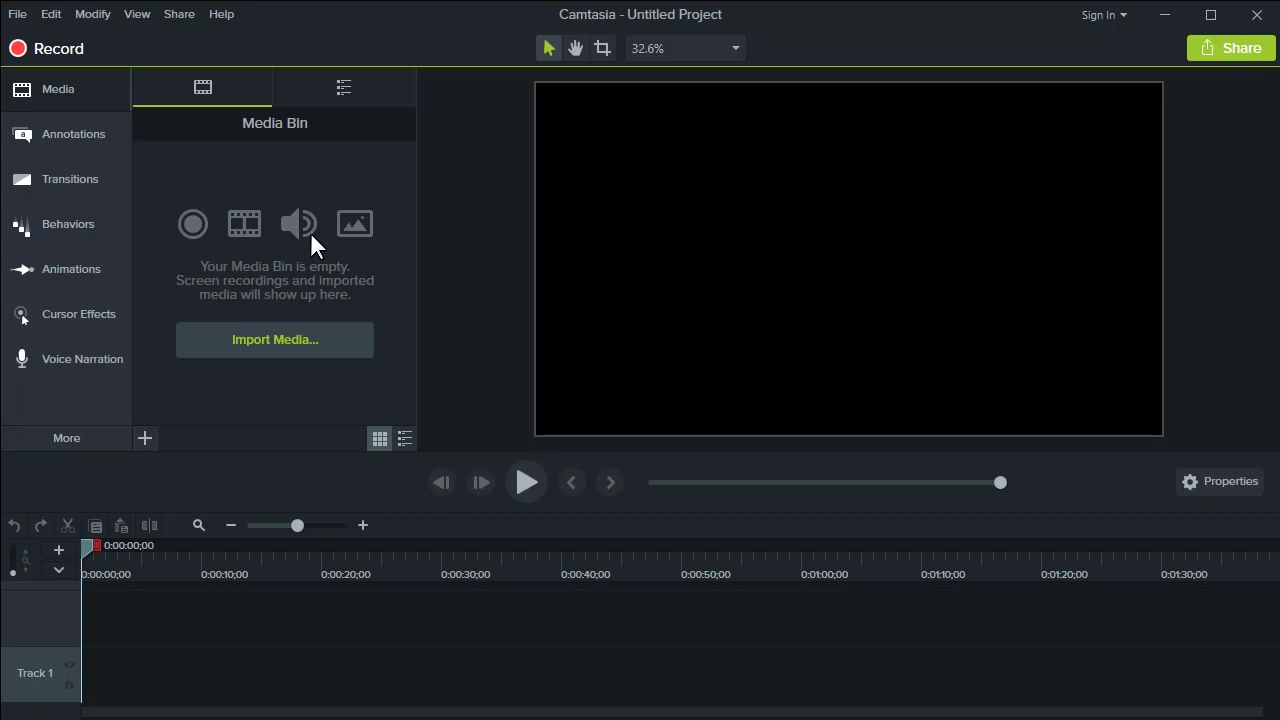 File Edit Modify View Share Help
Camtasia - Untitled Project
Sign In
Record
32.6%
Share
Media
Annotations
Transitions
Behaviors
Animations
Cursor Effects
Voice Narration
More
Media Bin
Your Media Bin is empty.
Screen recordings and imported
media will show up here.
Import Media...
Properties
0:00:00;00
0:00:00;00 0:00:10;00 0:00:20;00 0:00:30;00 0:00:40;00 0:00:50;00 0:01:00;00 0:01:10;00 0:01:20;00 0:01:30;00
Track 1